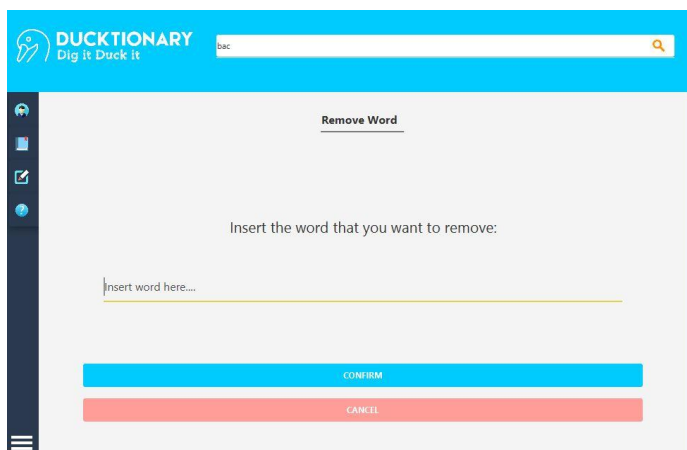 DUCKTIONARY
Dig it Duck it
bac
Remove Word
Insert the word that you want to remove:
Insert word here....
CONFIRM
CANCEL